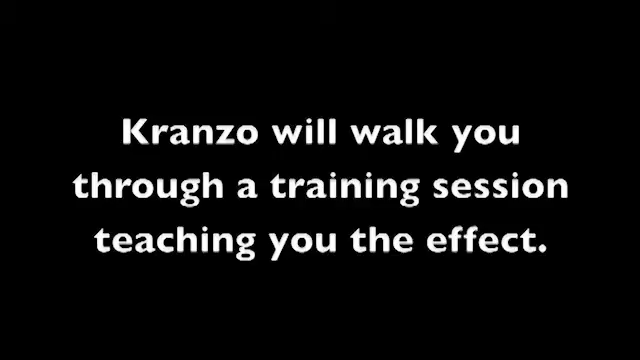 Kranzo will walk you
through a training session
teaching you the effect.